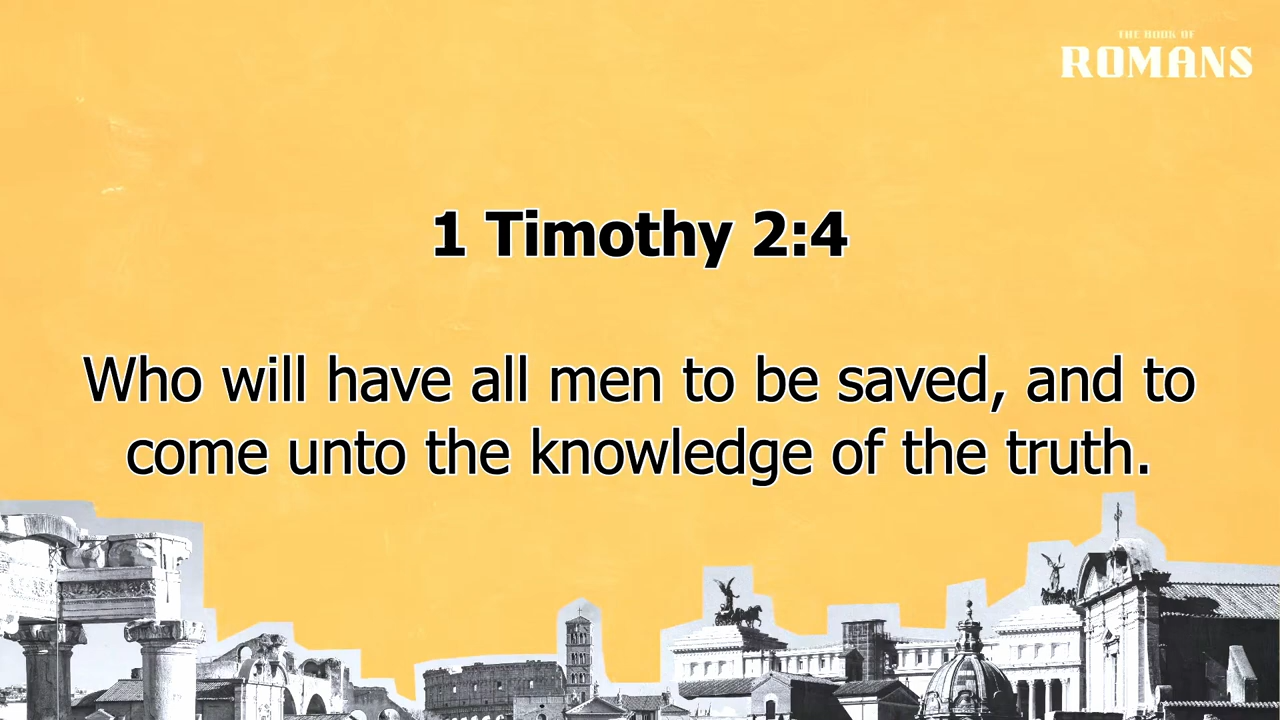 THE BOOK OF
ROMANS
1 Timothy 2:4
Who will have all men to be saved, and to
come unto the knowledge of the truth.